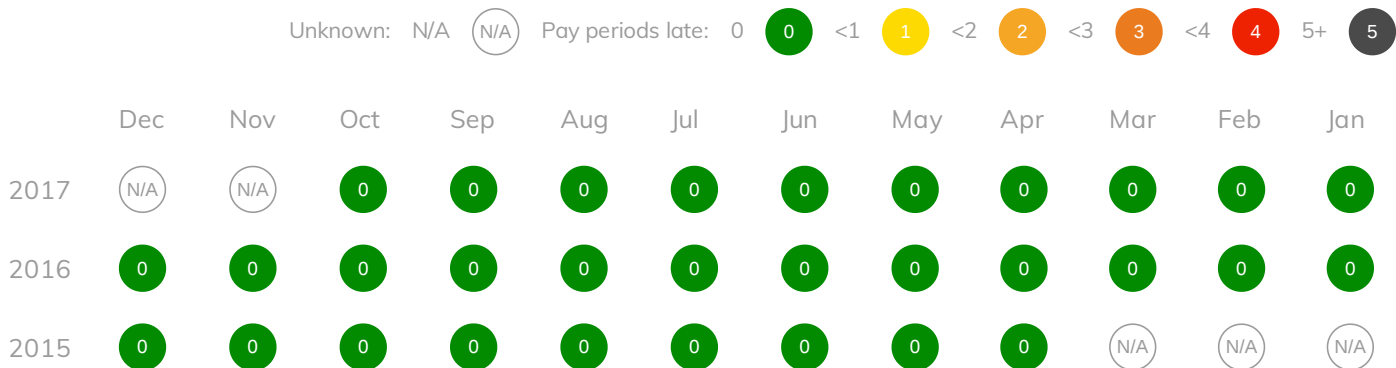 Unknown: N/A N/A Pay periods late: 0 0 <1 1 <2 2 <3 3 <4 4 5+ 5
Dec Nov Oct Sep Aug Jul Jun May Apr Mar Feb Jan
2017 N/A N/A 0 0 0 0 0 0 0 0 0 0
2016 0 0 0 0 0 0 0 0 0 0 0 0
2015 0 0 0 0 0 0 0 0 0 N/A N/A N/A